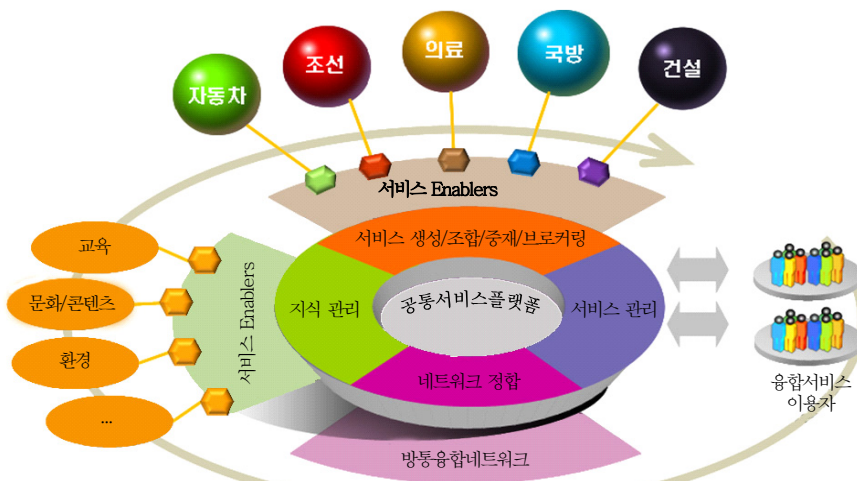 자동차
조선
의료
국방
건설
서비스 Enablers
서비스 생성/조합/중재/브로커링
교육
문화/콘텐츠
환경
...
서비스 Enablers
지식 관리
공통서비스플랫폼
서비스 관리
네트워크 정합
방통융합네트워크
융합서비스
이용자